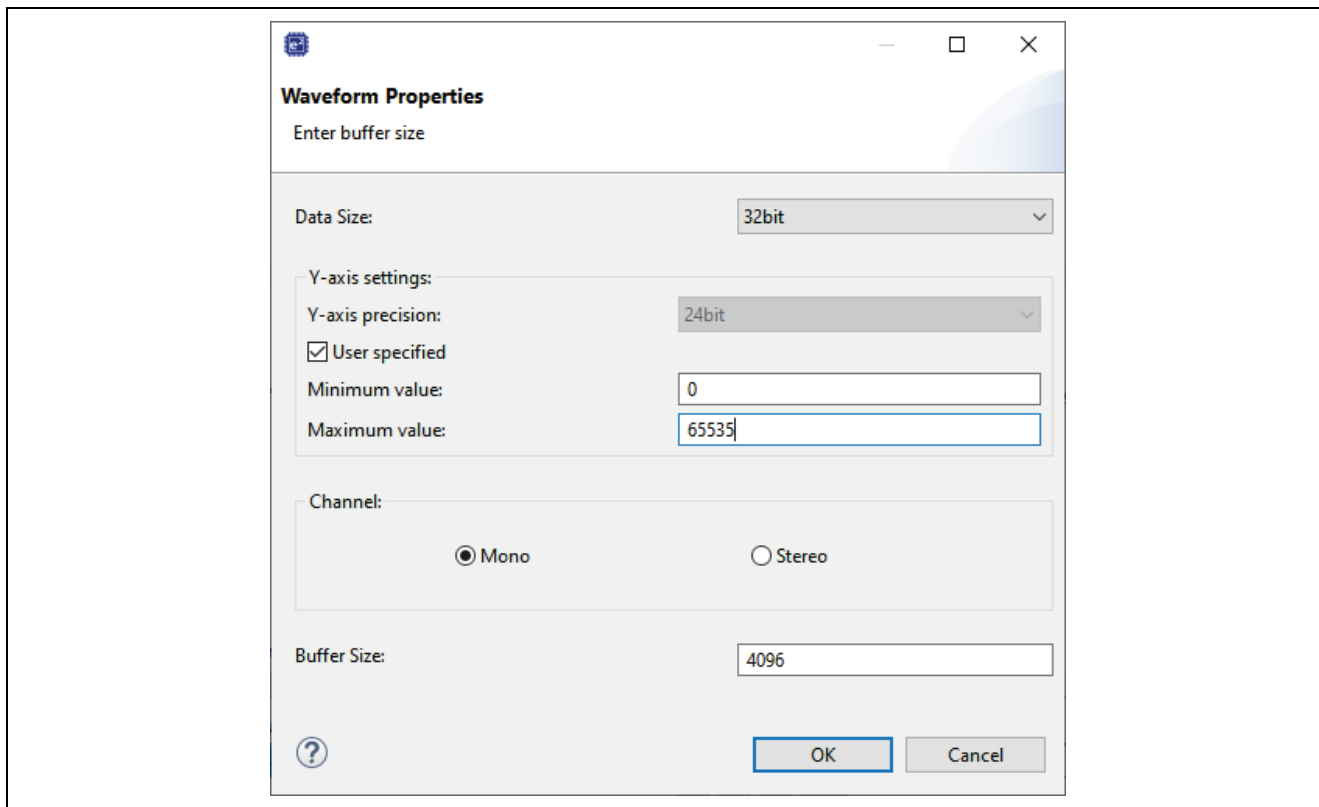 Waveform Properties
Enter buffer size
Data Size: 32bit
Y-axis settings:
Y-axis precision: 24bit
User specified
Minimum value: 0
Maximum value: 65535
Channel:
Mono Stereo
Buffer Size: 4096
? OK Cancel